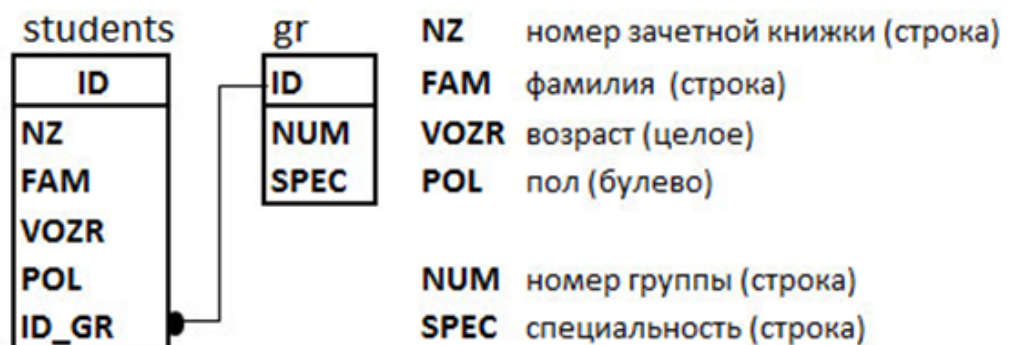 students gr NZ номер зачетной книжки (строка)
ID ID FAM фамилия (строка)
NZ NUM VOZR возраст (целое)
FAM SPEC POL пол (булево)
VOZR
POL NUM номер группы (строка)
ID_GR SPEC специальность (строка)